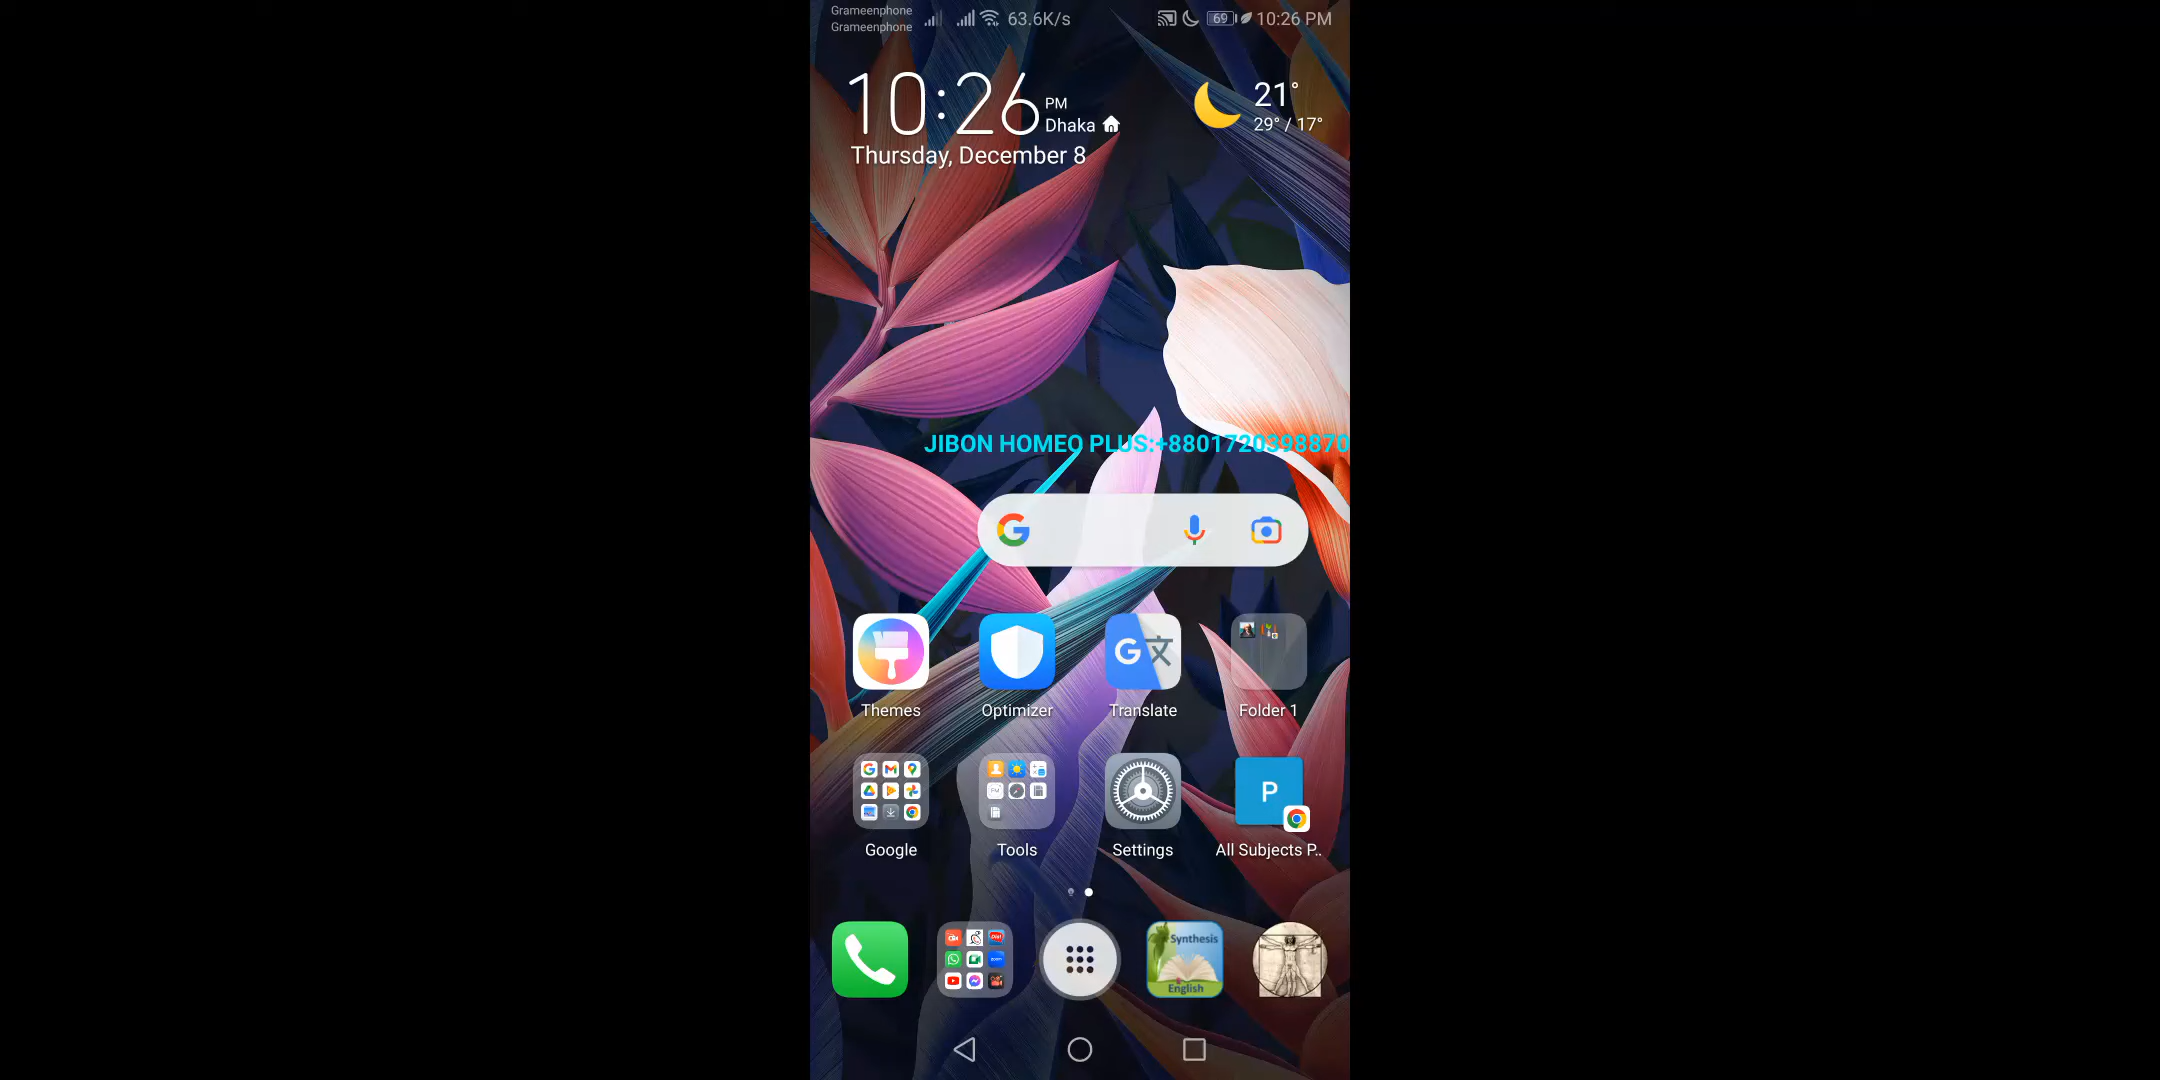 Grameenphone
Grameenphone
63.6K/s
69
10:26 PM
10:26 PM
Dhaka
Thursday, December 8
21°
29° / 17°
JIBON HOMEO PLUS:+8801720398870
Themes
Optimizer
Translate
Folder 1
Google
Tools
Settings
P
All Subjects P..
Synthesis
English